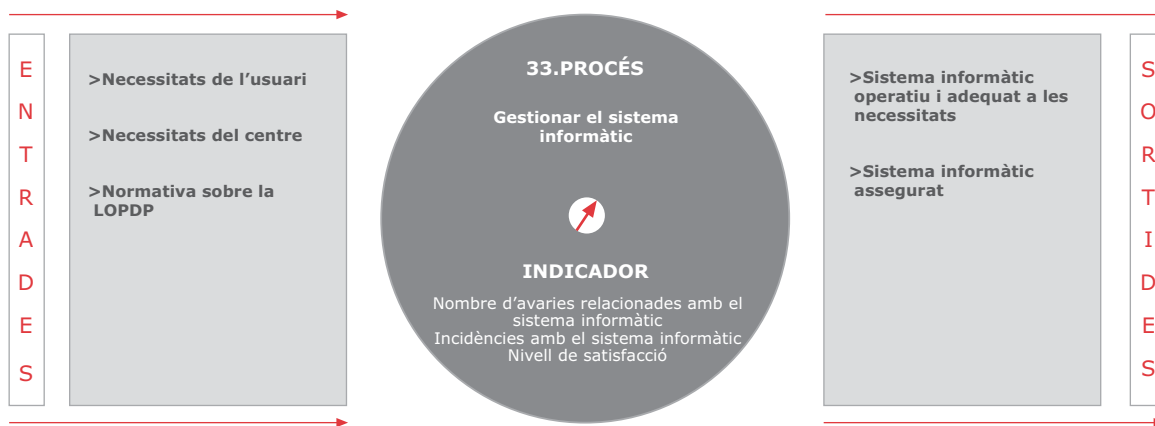 ENTRADES
>Necessitats de l’usuari
>Necessitats del centre
>Normativa sobre la
LOPDP
33.PROCÉS
Gestionar el sistema
informàtic
INDICADOR
Nombre d’avaries relacionades amb el
sistema informàtic
Incidències amb el sistema informàtic
Nivell de satisfacció
>Sistema informàtic
operatiu i adequat a les
necessitats
>Sistema informàtic
assegurat
SORTIDES